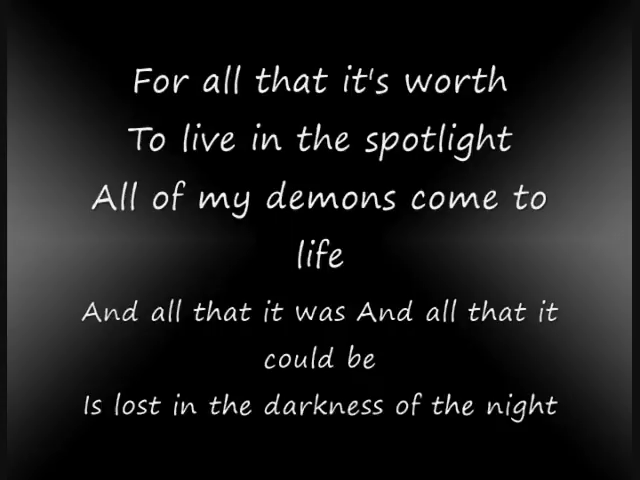 For all that it's worth
To live in the spotlight
All of my demons come to
life
And all that it was And all that it
could be
Is lost in the darkness of the night